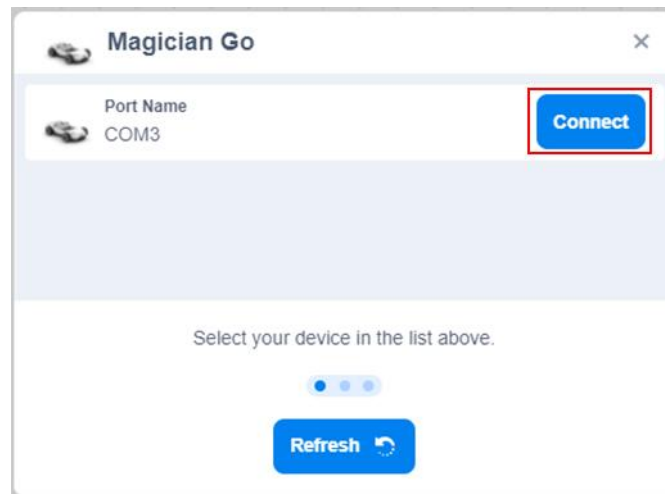 Magician Go
Port Name
COM3
Connect
Select your device in the list above.
Refresh